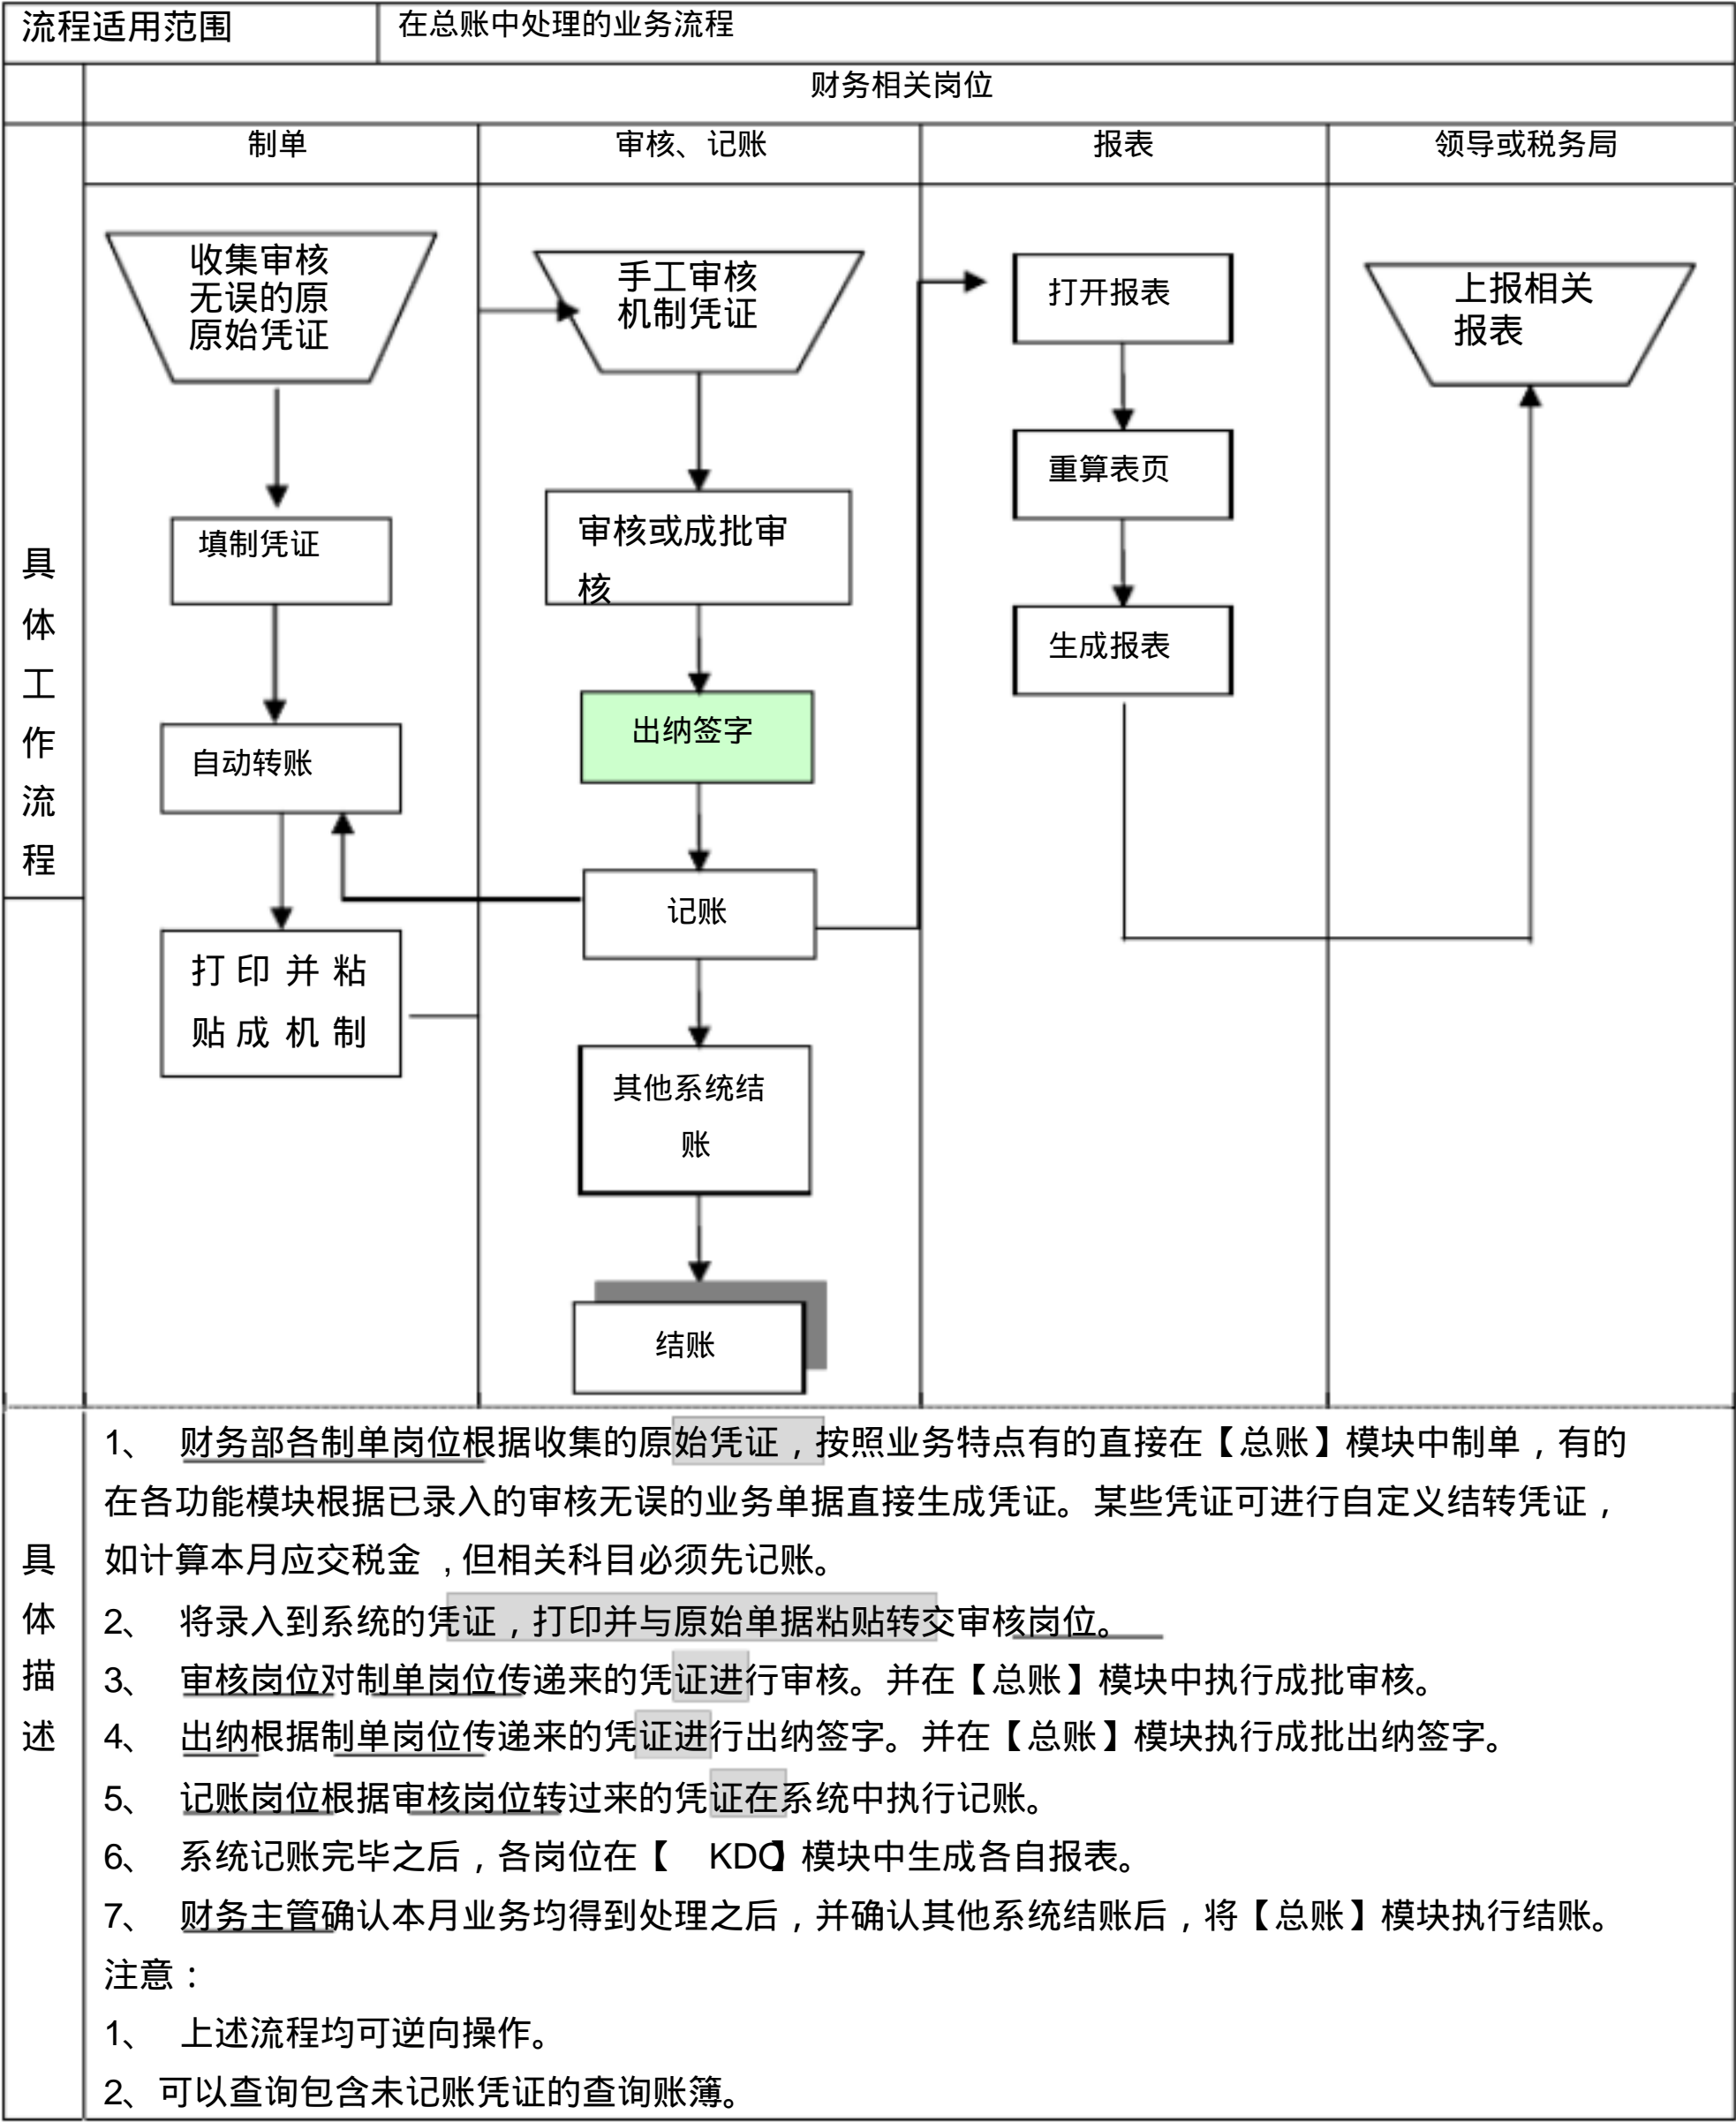 流程适用范围
在总账中处理的业务流程
财务相关岗位
制单
审核、记账
报表
领导或税务局
具
体
工
作
流
程
收集审核
无误的原
原始凭证
填制凭证
自动转账
打印并粘
贴成机制
手工审核
机制凭证
审核或成批审
核
出纳签字
记账
其他系统结
账
结账
打开报表
重算表页
生成报表
上报相关
报表
具
体
描
述
1、 财务部各制单岗位根据收集的原始凭证，按照业务特点有的直接在【总账】模块中制单，有的
在各功能模块根据已录入的审核无误的业务单据直接生成凭证。某些凭证可进行自定义结转凭证，
如计算本月应交税金 ，但相关科目必须先记账。
2、 将录入到系统的凭证，打印并与原始单据粘贴转交审核岗位。
3、 审核岗位对制单岗位传递来的凭证进行审核。并在【总账】模块中执行成批审核。
4、 出纳根据制单岗位传递来的凭证进行出纳签字。并在【总账】模块执行成批出纳签字。
5、 记账岗位根据审核岗位转过来的凭证在系统中执行记账。
6、 系统记账完毕之后，各岗位在【 KDO】模块中生成各自报表。
7、 财务主管确认本月业务均得到处理之后，并确认其他系统结账后，将【总账】模块执行结账。
注意：
1、 上述流程均可逆向操作。
2、可以查询包含未记账凭证的查询账簿。